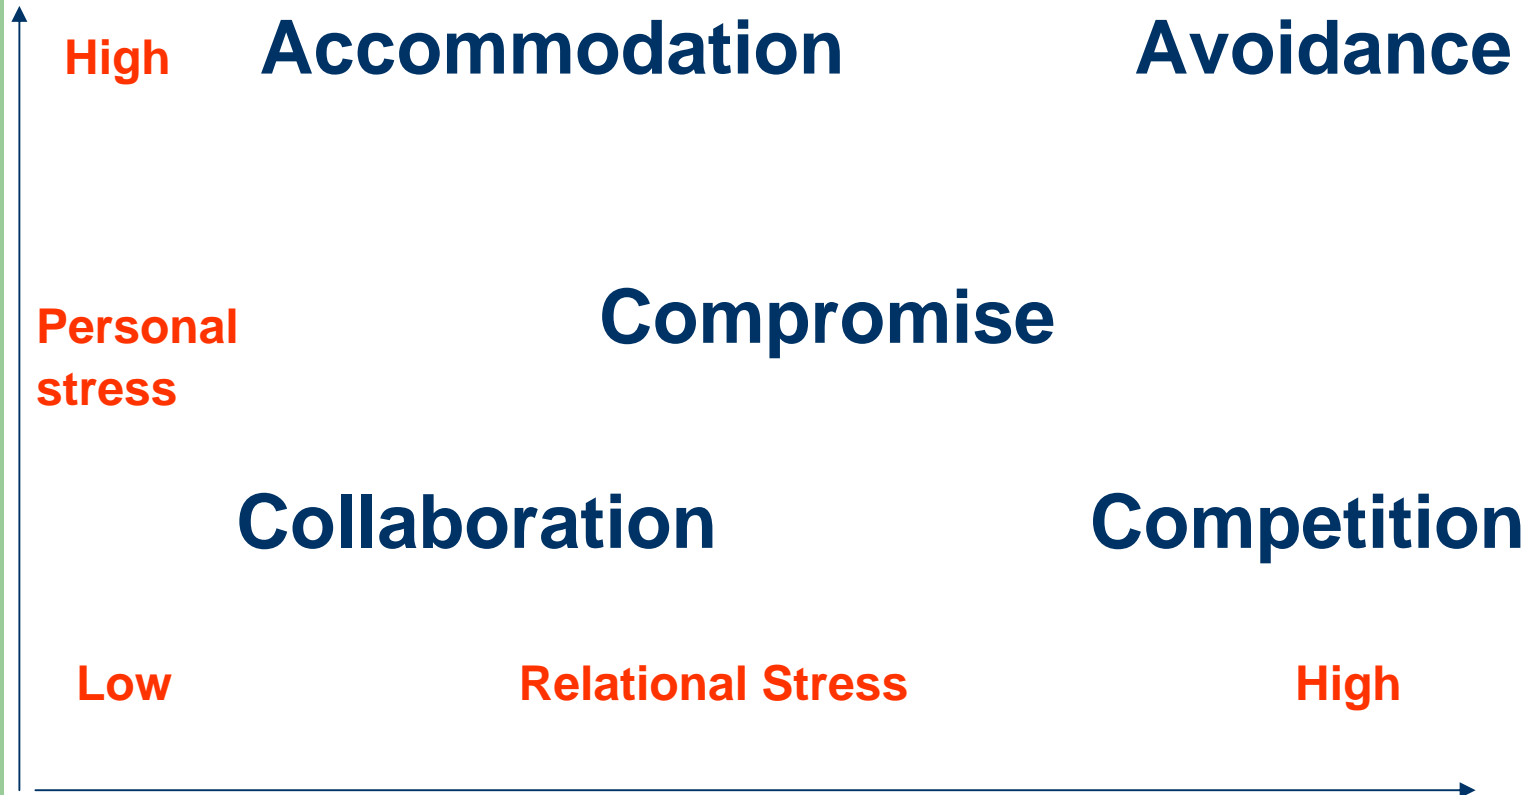 High Accommodation Avoidance
Personal
stress
Compromise
Collaboration Competition
Low Relational Stress High